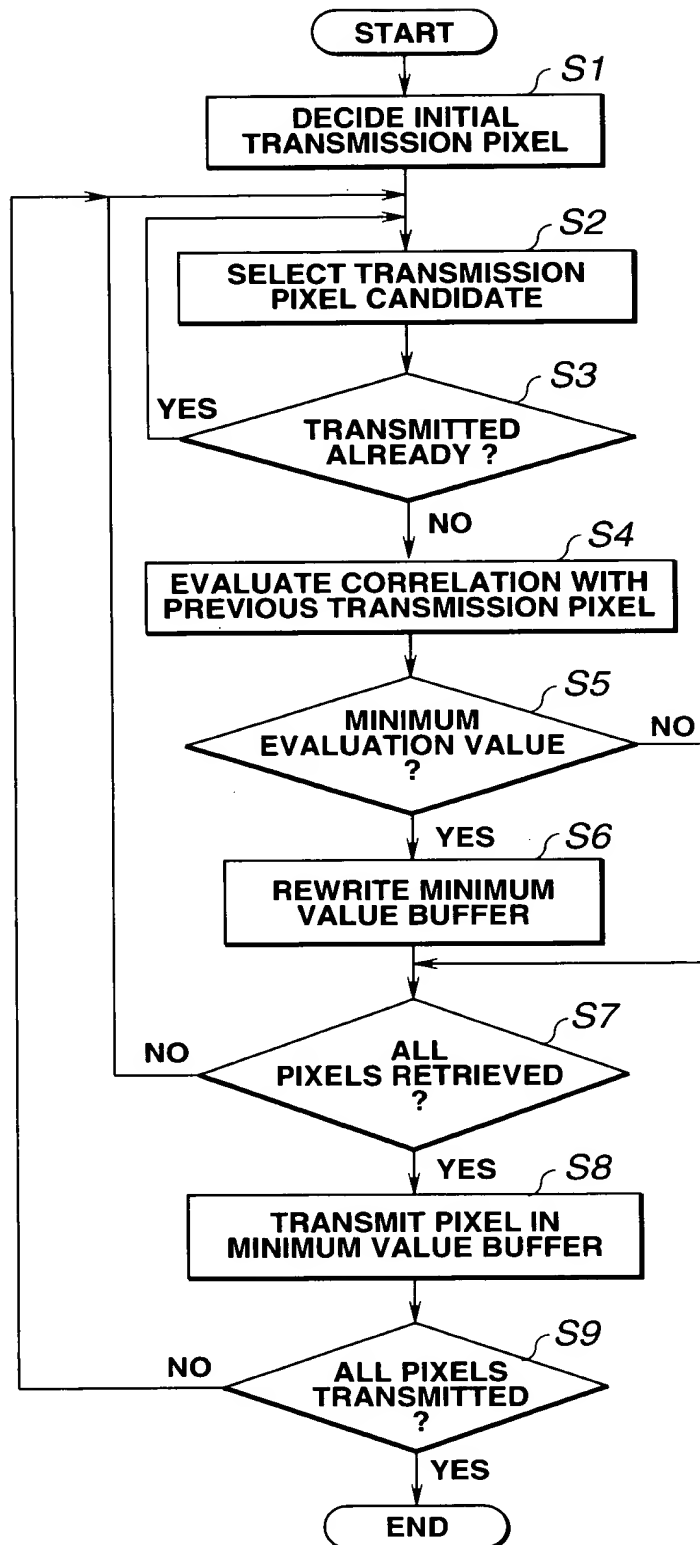 START
S1
DECIDE INITIAL
TRANSMISSION PIXEL
S2
SELECT TRANSMISSION
PIXEL CANDIDATE
S3
YES
TRANSMITTED
ALREADY ?
NO
S4
EVALUATE CORRELATION WITH
PREVIOUS TRANSMISSION PIXEL
S5
MINIMUM
EVALUATION VALUE
?
NO
YES
S6
REWRITE MINIMUM
VALUE BUFFER
S7
NO
ALL
PIXELS RETRIEVED
?
YES
S8
TRANSMIT PIXEL IN
MINIMUM VALUE BUFFER
S9
NO
ALL PIXELS
TRANSMITTED
?
YES
END